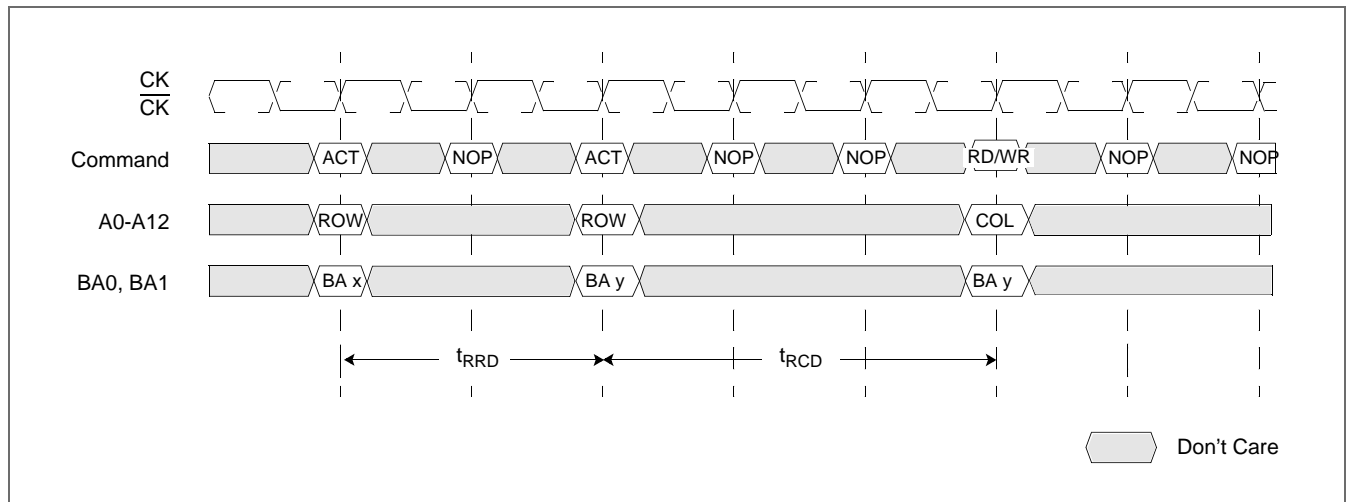 CK
CK
Command ACT NOP ACT NOP NOP RD/WR NOP NOP
A0-A12 ROW ROW COL
BA0, BA1 BA x BA y BA y
tRRD tRCD
Don't Care